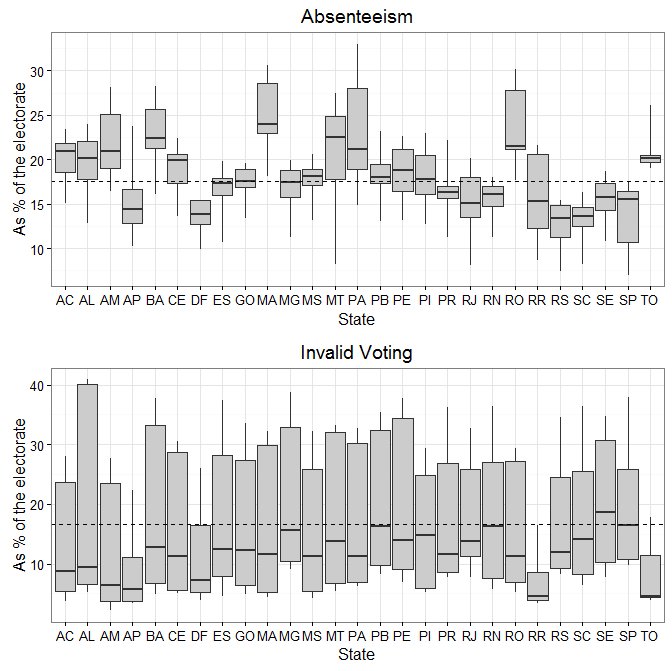 Absenteeism
As % of the electorate
30
25
20
15
10
AC AL AM AP BA CE DF ES GO MA MG MS MT PA PB PE PI PR RJ RN RO RR RS SC SE SP TO
State
Invalid Voting
As % of the electorate
40
30
20
10
AC AL AM AP BA CE DF ES GO MA MG MS MT PA PB PE PI PR RJ RN RO RR RS SC SE SP TO
State